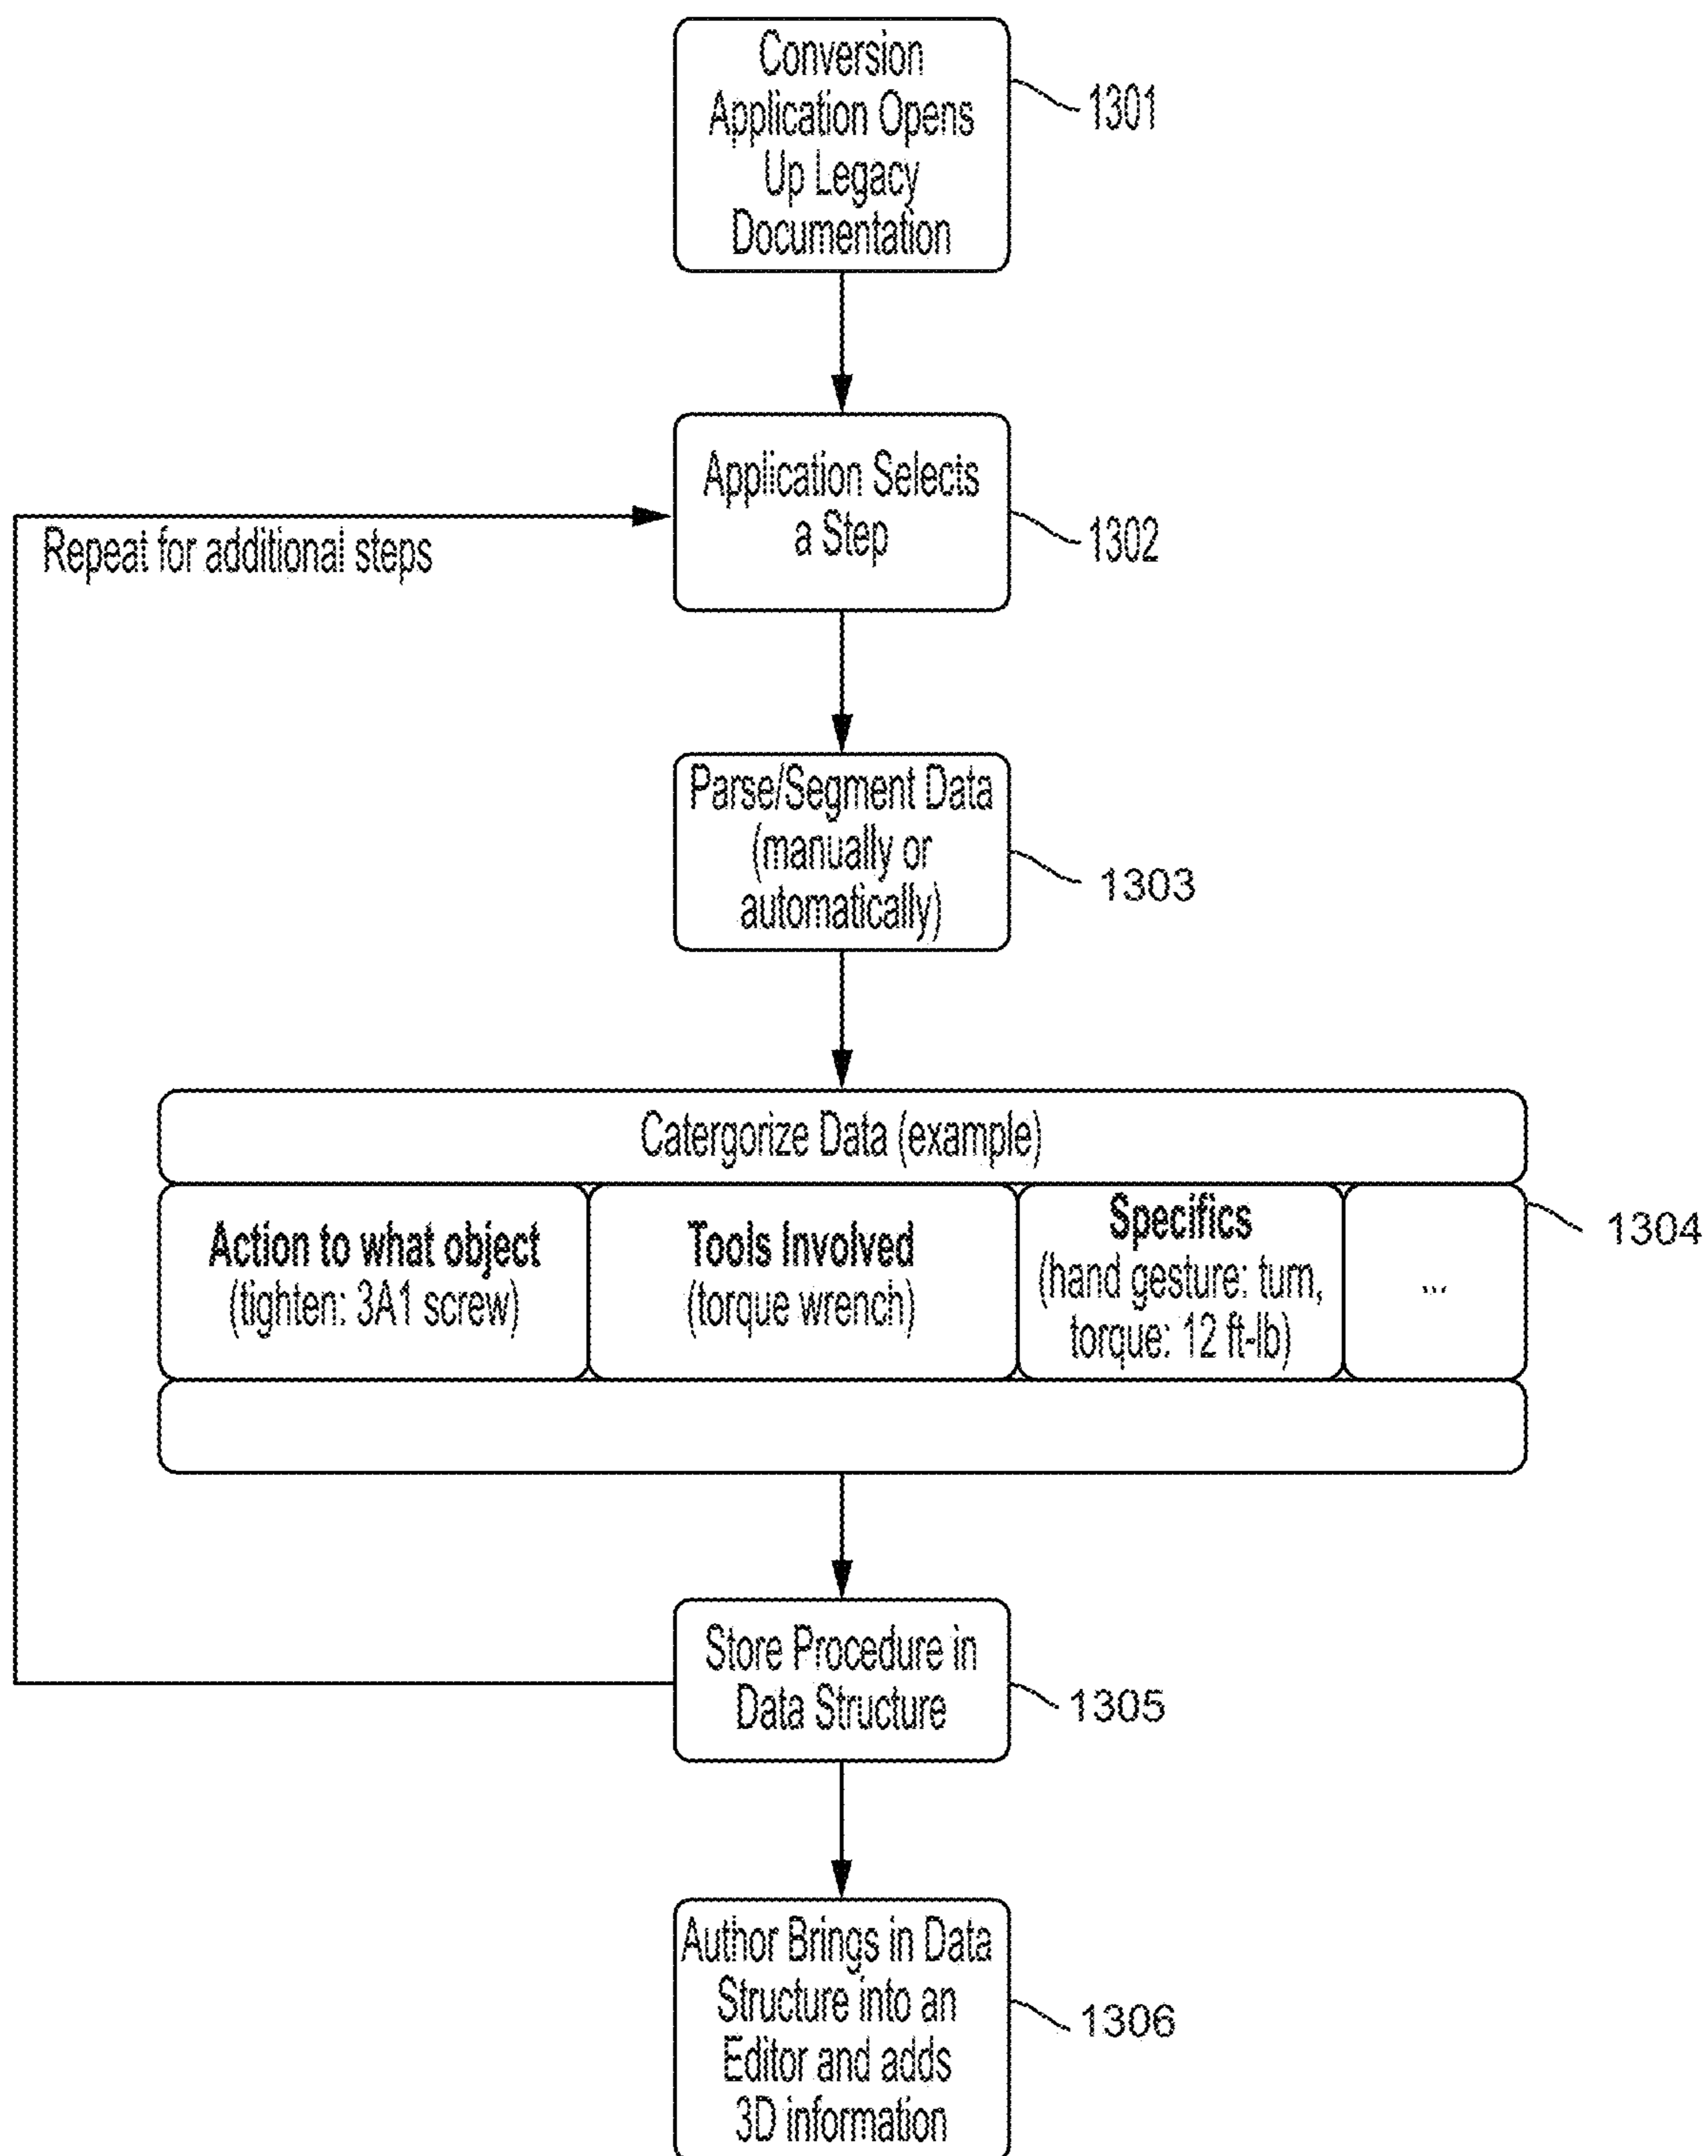 Conversion
Application Opens
Up Legacy
Documentation
1301
Application Selects
a Step
1302
Repeat for additional steps
Parse/Segment Data
(manually or
automatically)
1303
Catergorize Data (example)
Action to what object
(tighten: 3A1 screw)
Tools Involved
(torque wrench)
Specifics
(hand gesture: turn,
torque: 12 ft-lb)
...
1304
Store Procedure in
Data Structure
1305
Author Brings in Data
Structure into an
Editor and adds
3D information
1306